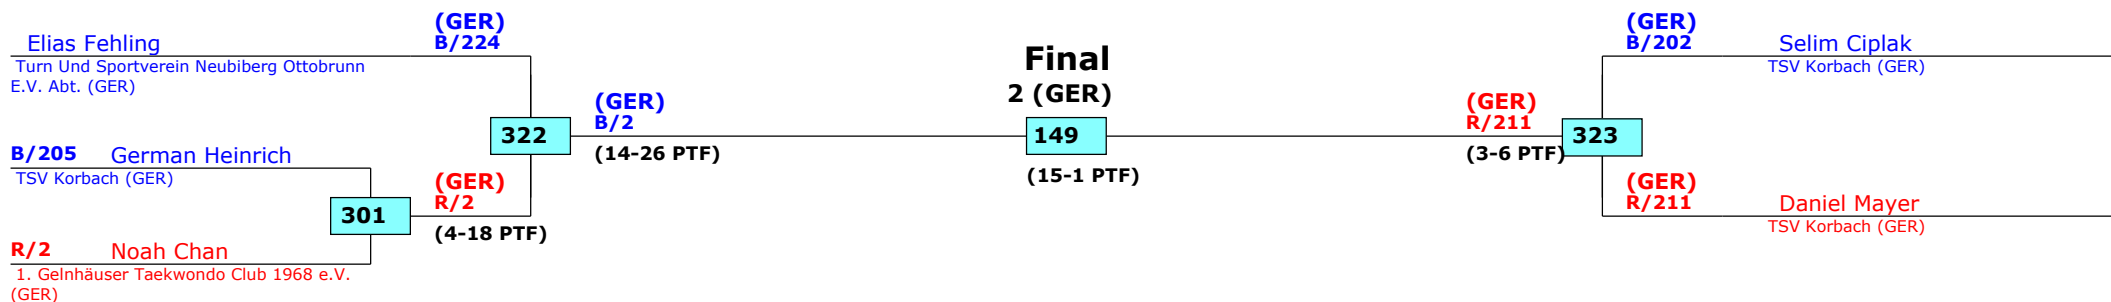 (GER)
B/224
Elias Fehling
Turn Und Sportverein Neubiberg Ottobrunn
E.V. Abt. (GER)
B/205 German Heinrich
TSV Korbach (GER)
R/2 Noah Chan
1. Gelnhäuser Taekwondo Club 1968 e.V.
(GER)
301
(GER)
R/2
(4-18 PTF)
322
(GER)
B/2
(14-26 PTF)
Final
2 (GER)
149
(15-1 PTF)
(GER)
R/211
(3-6 PTF)
323
(GER)
B/202 Selim Ciplak
TSV Korbach (GER)
(GER)
R/211 Daniel Mayer
TSV Korbach (GER)